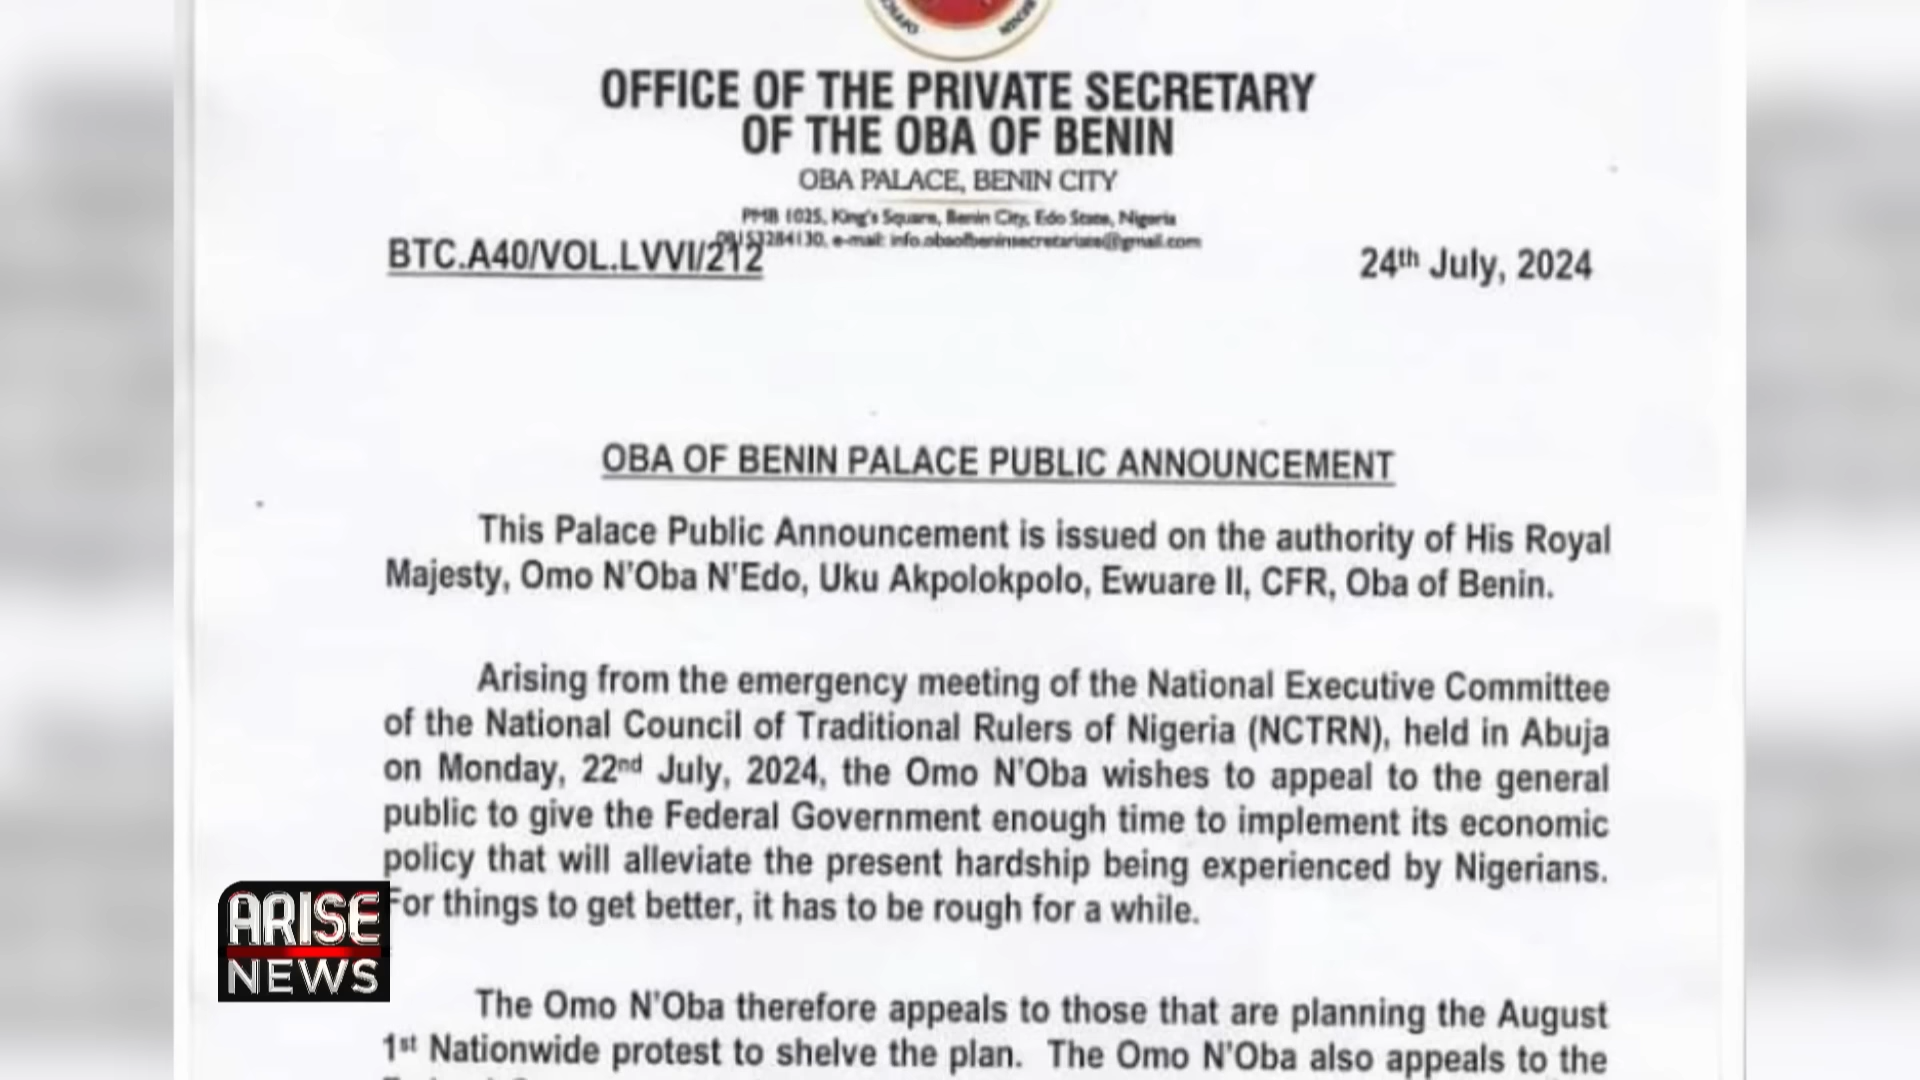 OFFICE OF THE PRIVATE SECRETARY
OF THE OBA OF BENIN
OBA PALACE, BENIN CITY
PMB 1025, King's Square, Benin City, Edo State, Nigeria
e-mail:
BTC.A40/VOL.LVVI/212
24th July, 2024
OBA OF BENIN PALACE PUBLIC ANNOUNCEMENT
This Palace Public Announcement is issued on the authority of His Royal
Majesty, Omo N'Oba N'Edo, Uku Akpolokpolo, Ewuare II, CFR, Oba of Benin.
Arising from the emergency meeting of the National Executive Committee
of the National Council of Traditional Rulers of Nigeria (NCTRN), held in Abuja
on Monday, 22nd July, 2024, the Omo N'Oba wishes to appeal to the general
public to give the Federal Government enough time to implement its economic
policy that will alleviate the present hardship being experienced by Nigerians.
For things to get better, it has to be rough for a while.
The Omo N'Oba therefore appeals to those that are planning the August
1st Nationwide protest to shelve the plan. The Omo N'Oba also appeals to the
ARISE
NEWS